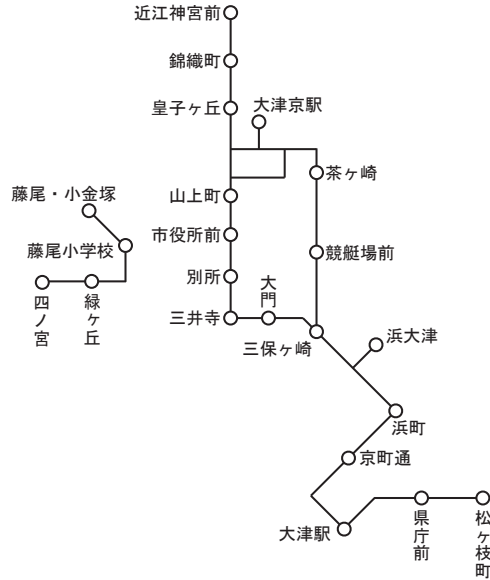 近江神宮前
錦織町
皇子ヶ丘
大津京駅
茶ヶ崎
藤尾・小金塚
山上町
藤尾小学校
市役所前
競艇場前
別所
大門
四ノ宮
緑ヶ丘
三井寺
三保ヶ崎
浜大津
浜町
京町通
大津駅
県庁前
松ヶ枝町